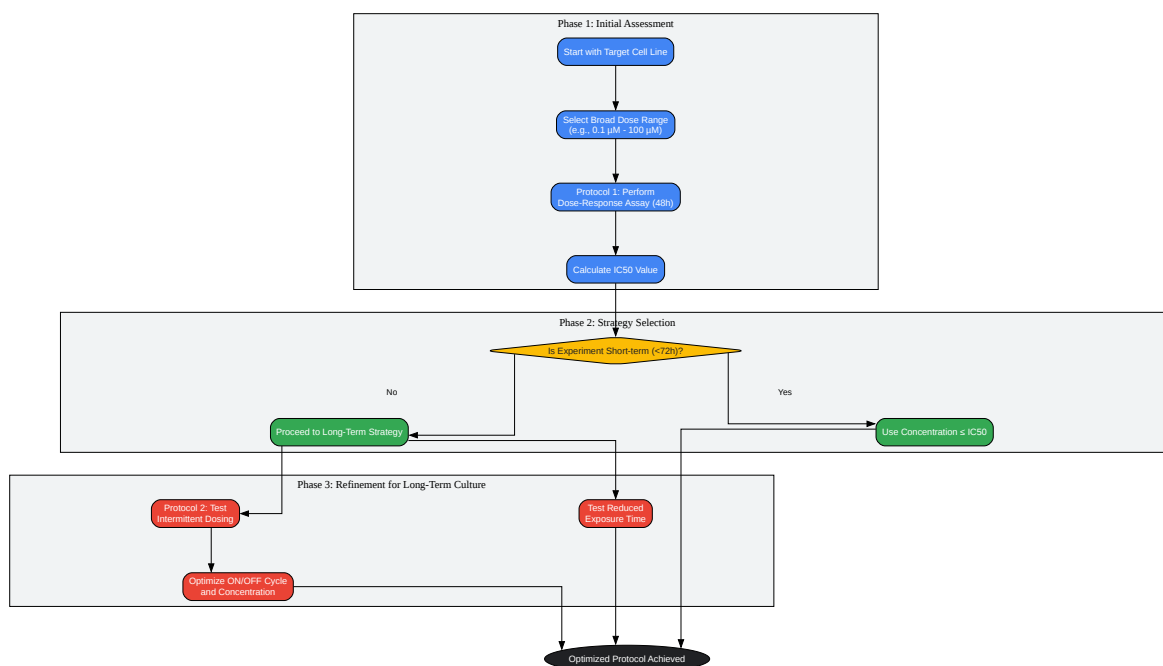 Phase 1: Initial Assessment
Start with Target Cell Line
Select Broad Dose Range
(e.g., 0.1 µM - 100 µM)
Protocol 1: Perform
Dose-Response Assay (48h)
Calculate IC50 Value
Phase 2: Strategy Selection
Is Experiment Short-term (<72h)?
No
Yes
Proceed to Long-Term Strategy
Use Concentration ≤ IC50
Phase 3: Refinement for Long-Term Culture
Protocol 2: Test
Intermittent Dosing
Test Reduced
Exposure Time
Optimize ON/OFF Cycle
and Concentration
Optimized Protocol Achieved